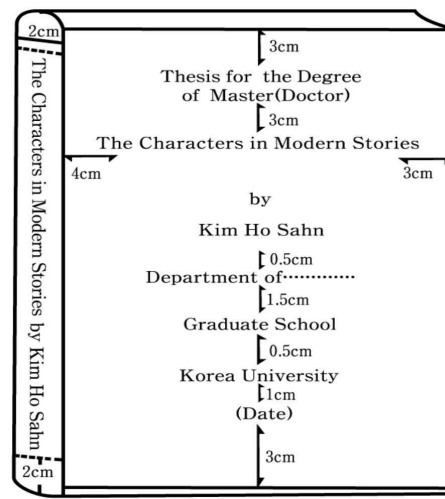 2cm
The Characters in Modern Stories by Kim Ho Sahn
2cm
3cm
Thesis for the Degree
of Master(Doctor)
3cm
The Characters in Modern Stories
4cm 3cm
by
Kim Ho Sahn
0.5cm
Department of············
1.5cm
Graduate School
0.5cm
Korea University
1cm
(Date)
3cm